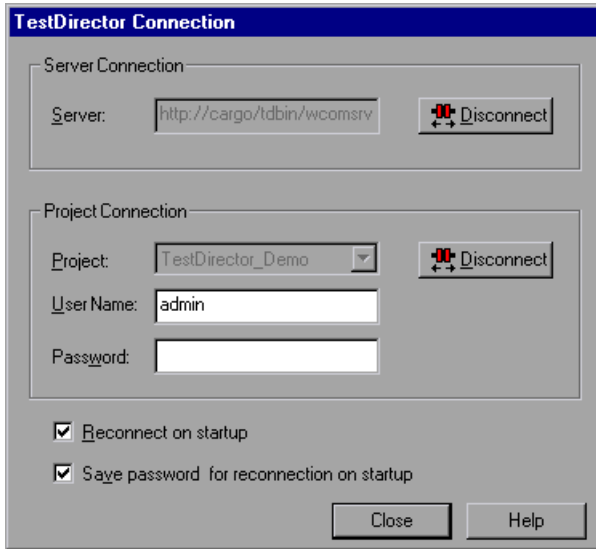 TestDirector Connection
Server Connection
Server: http://cargo/tdbin/wcomsrv Disconnect
Project Connection
Project: TestDirector_Demo Disconnect
User Name: admin
Password:
Reconnect on startup
Save password for reconnection on startup
Close Help